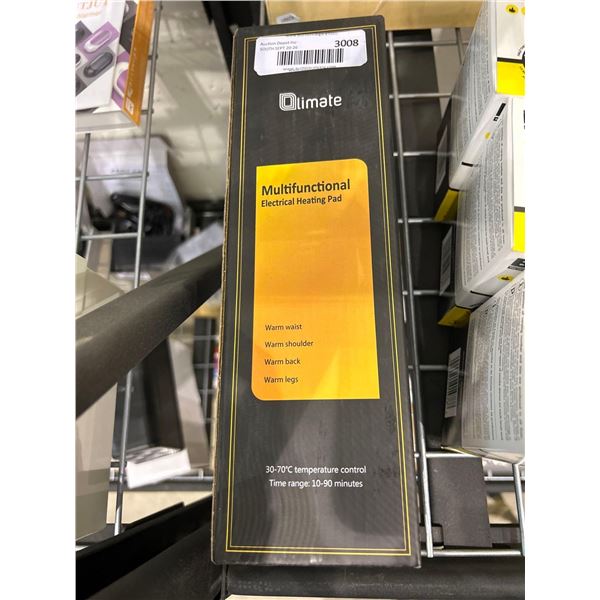 Auction Depot Inc
3008
Qlimate
Multifunctional
Electrical Heating Pad
Warm waist
Warm shoulder
Warm back
Warm legs
30-70℃ temperature control
Time range: 10-90 minutes